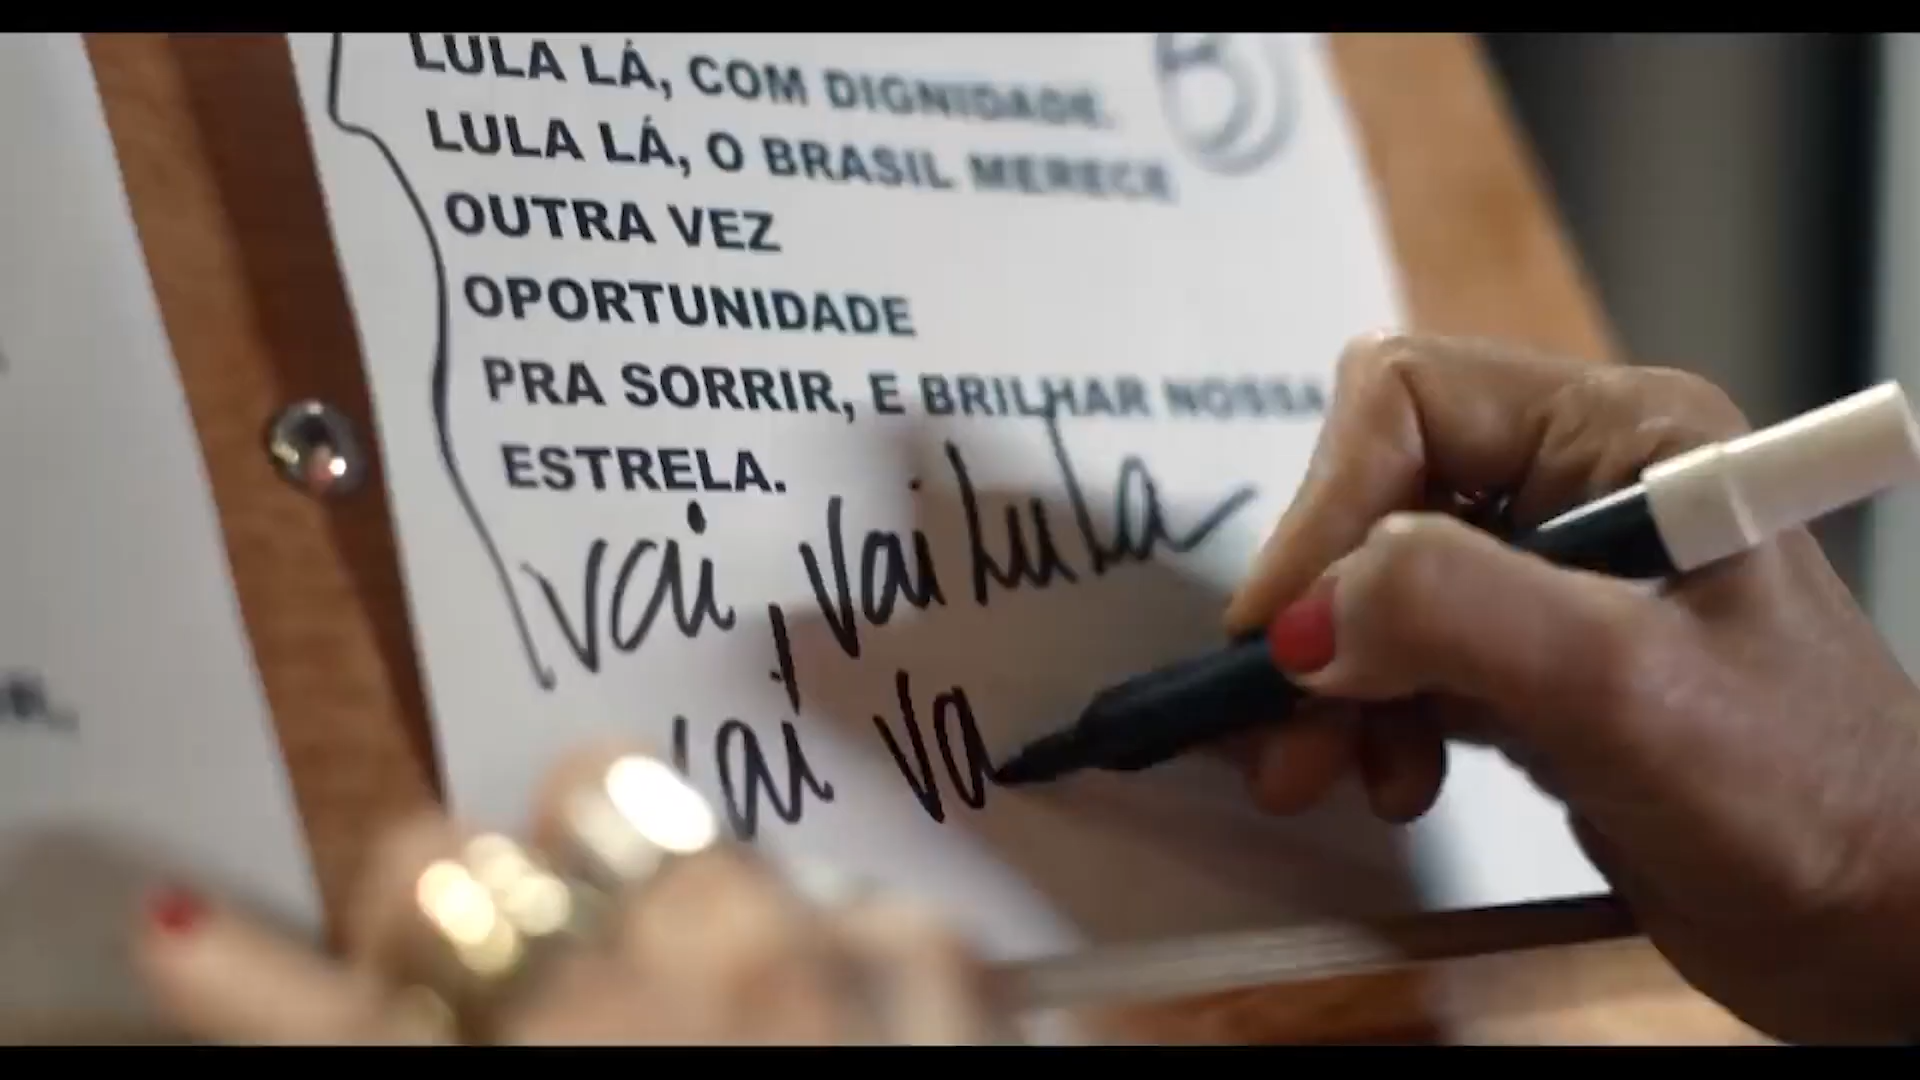 LULA LÁ, COM DIGNIDADE.
LULA LÁ, O BRASIL MERECE
OUTRA VEZ
OPORTUNIDADE
PRA SORRIR, E BRILHAR NOSSA
ESTRELA.
Vai, Vai Lula
vai va